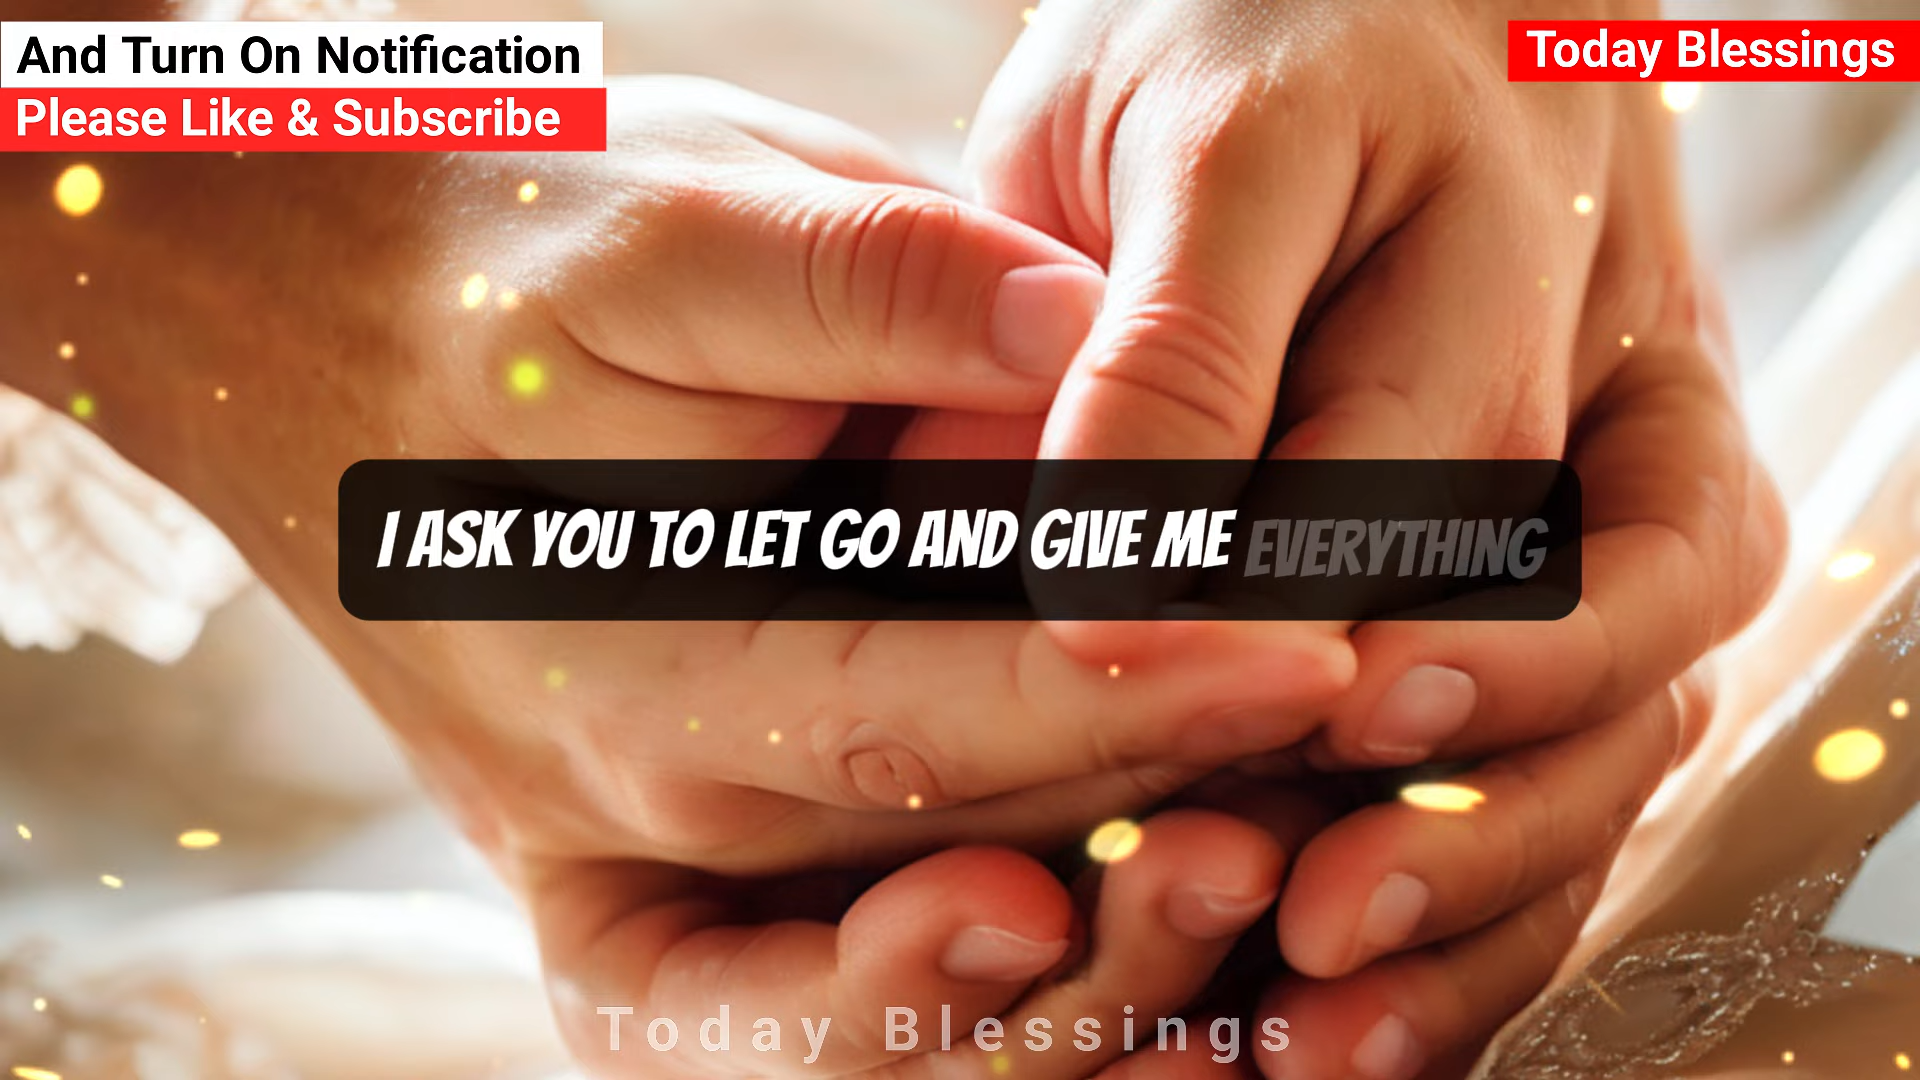 And Turn On Notification
Please Like & Subscribe
Today Blessings
I ASK YOU TO LET GO AND GIVE ME EVERYTHING
Today Blessings